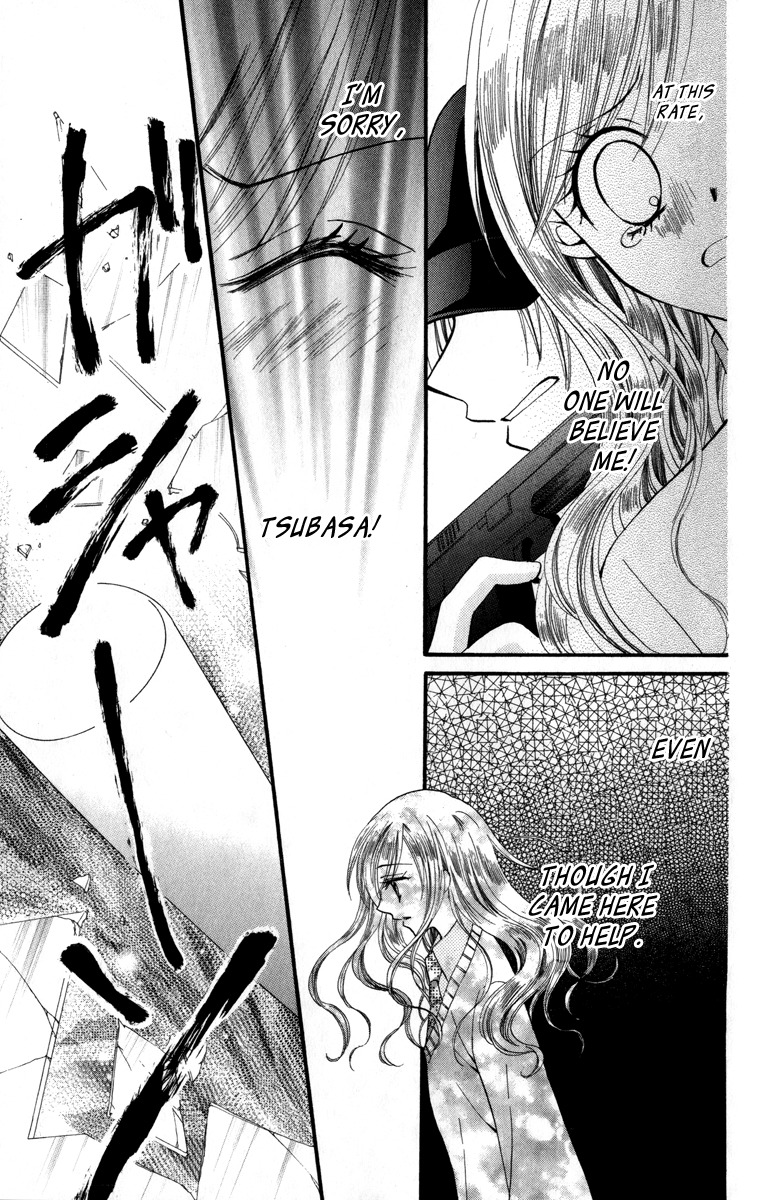 AT THIS
RATE,
NO
ONE WILL
BELIEVE
ME!
EVEN
THOUGH I
CAME HERE
TO HELP.
I'M
SORRY,
TSUBASA!
ガシャーン